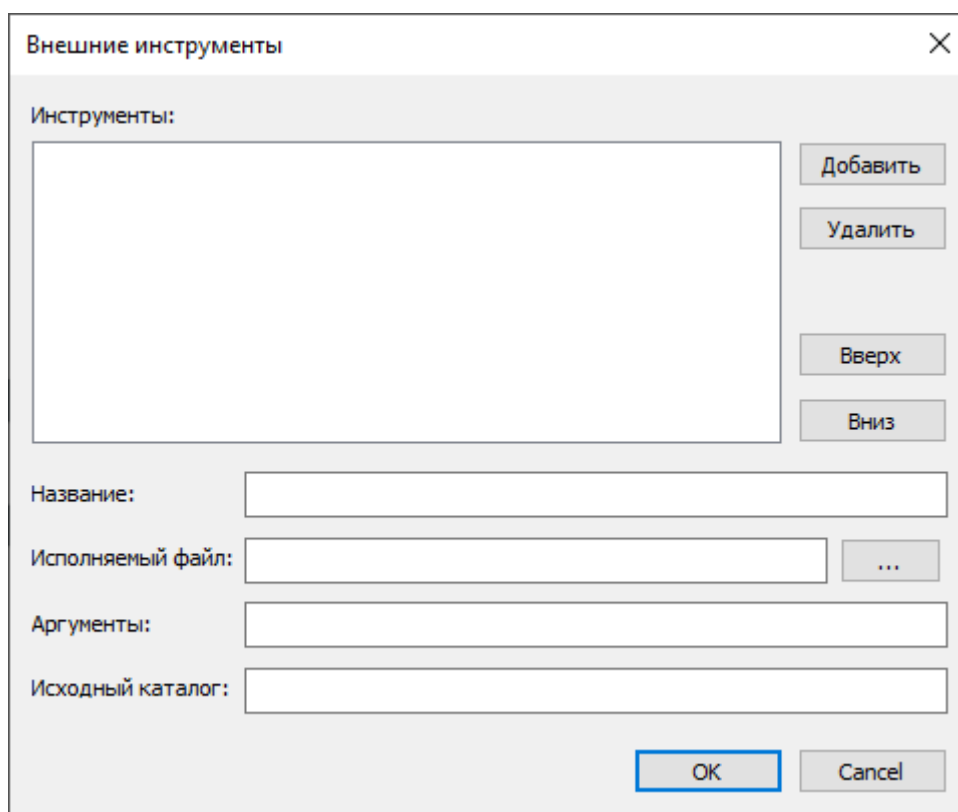 Внешние инструменты
Инструменты:
Добавить
Удалить
Вверх
Вниз
Название:
Исполняемый файл:
...
Аргументы:
Исходный каталог:
OK
Cancel